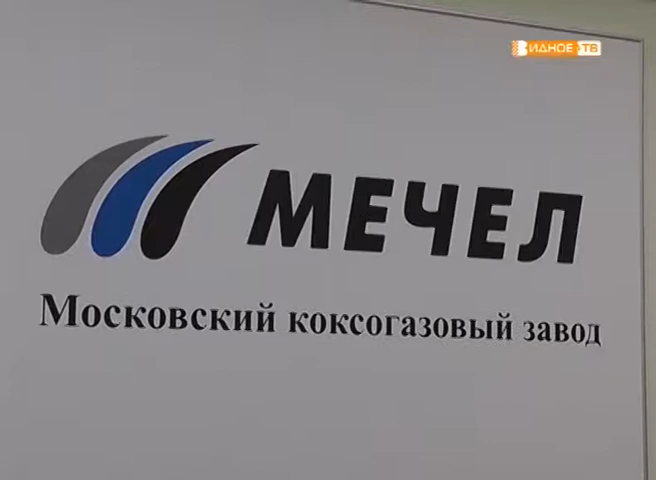 ВИДНОЕ-ТВ
МЕЧЕЛ
Московский коксогазовый завод